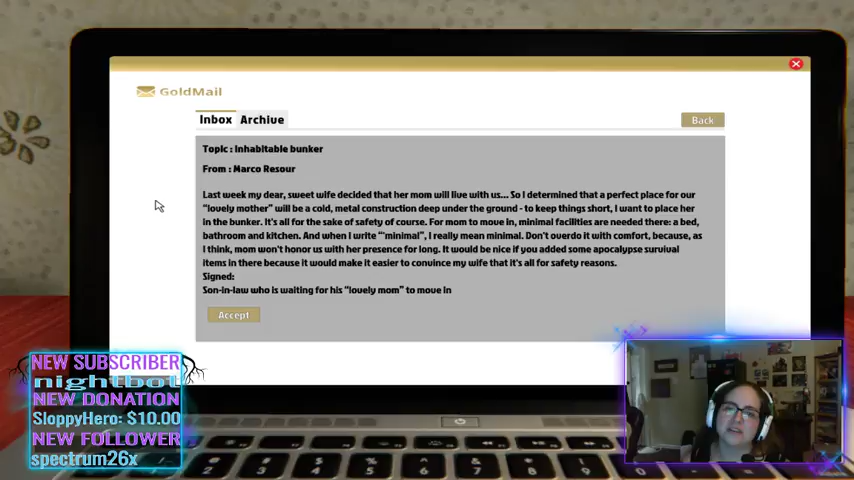 GoldMail
Inbox Archive
Back
Topic : Inhabitable bunker
From : Marco Resour
Last week my dear, sweet wife decided that her mom will live with us... So I determined that a perfect place for our
"lovely mother" will be a cold, metal construction deep under the ground - to keep things short, I want to place her
in the bunker. It's all for the sake of safety of course. For mom to move in, minimal facilities are needed there: a bed,
bathroom and kitchen. And when I write "“minimal”, I really mean minimal. Don't overdo it with comfort, because, as
I think, mom won't honor us with her presence for long. It would be nice if you added some apocalypse survival
items in there because it would make it easier to convince my wife that it's all for safety reasons.
Signed:
Son-in-law who is waiting for his "lovely mom" to move in
Accept
NEW SUBSCRIBER
nightbot
NEW DONATION
SloppyHero: $10.00
NEW FOLLOWER
spectrum26x